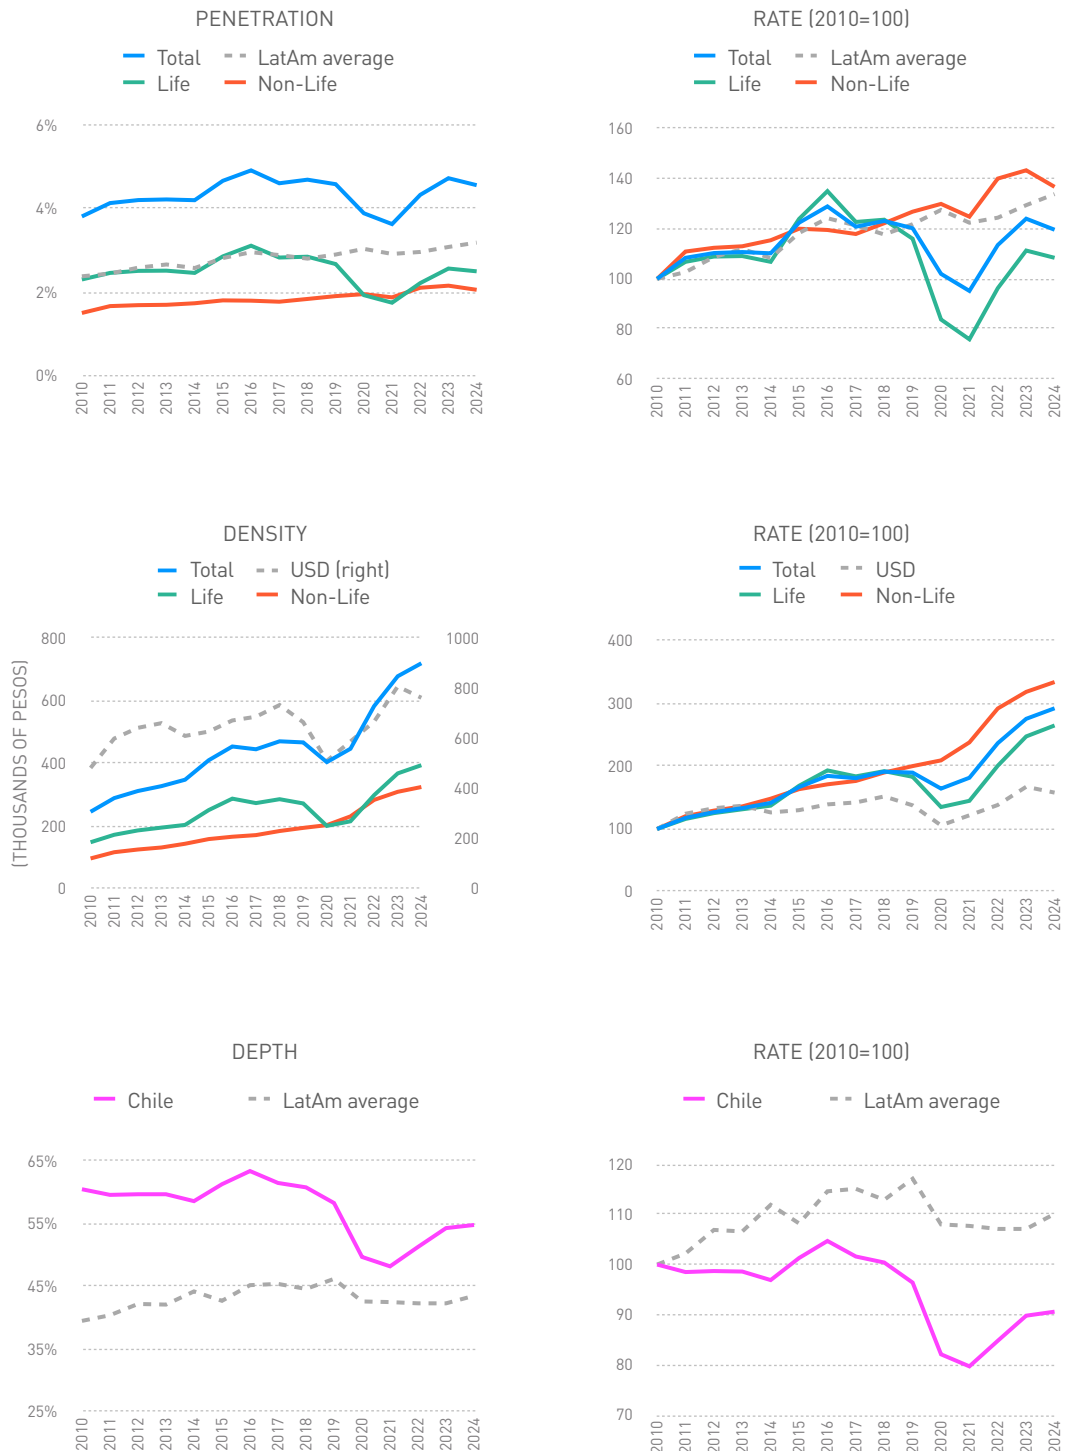 PENETRATION
Total LatAm average
Life Non-Life
6%
4%
2%
0%
2010 2011 2012 2013 2014 2015 2016 2017 2018 2019 2020 2021 2022 2023 2024
RATE (2010=100)
Total LatAm average
Life Non-Life
160
140
120
100
80
60
2010 2011 2012 2013 2014 2015 2016 2017 2018 2019 2020 2021 2022 2023 2024
DENSITY
Total USD (right)
Life Non-Life
(THOUSANDS OF PESOS)
800 1000
600 800
400 600
200 400
0 200
0
2010 2011 2012 2013 2014 2015 2016 2017 2018 2019 2020 2021 2022 2023 2024
RATE (2010=100)
Total USD
Life Non-Life
400
300
200
100
0
2010 2011 2012 2013 2014 2015 2016 2017 2018 2019 2020 2021 2022 2023 2024
DEPTH
Chile LatAm average
65%
55%
45%
35%
25%
2010 2011 2012 2013 2014 2015 2016 2017 2018 2019 2020 2021 2022 2023 2024
RATE (2010=100)
Chile LatAm average
120
110
100
90
80
70
2010 2011 2012 2013 2014 2015 2016 2017 2018 2019 2020 2021 2022 2023 2024